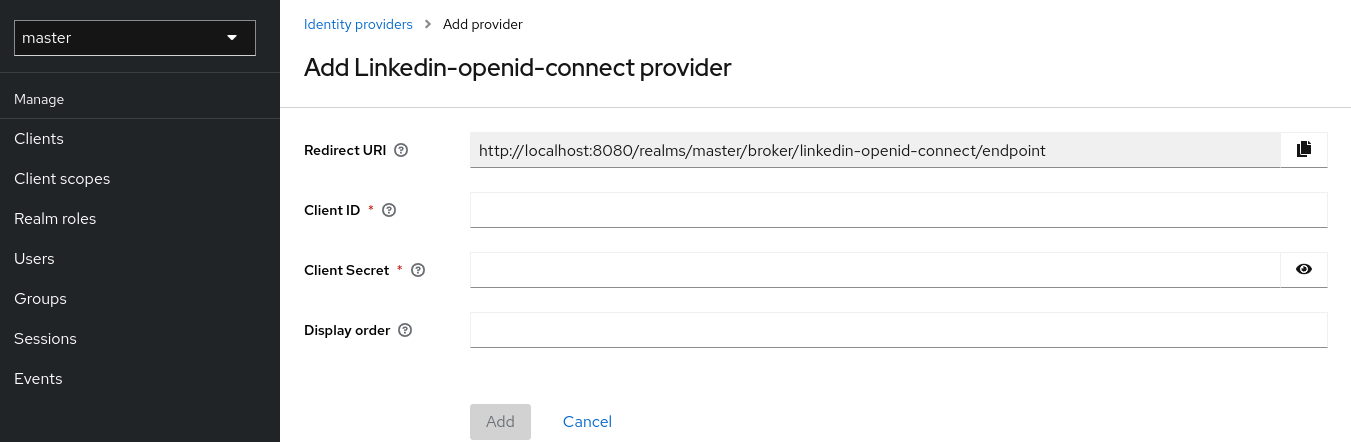 master
Manage
Clients
Client scopes
Realm roles
Users
Groups
Sessions
Events
Identity providers > Add provider
Add Linkedin-openid-connect provider
Redirect URI
http://localhost:8080/realms/master/broker/linkedin-openid-connect/endpoint
Client ID *
Client Secret *
Display order
Add Cancel